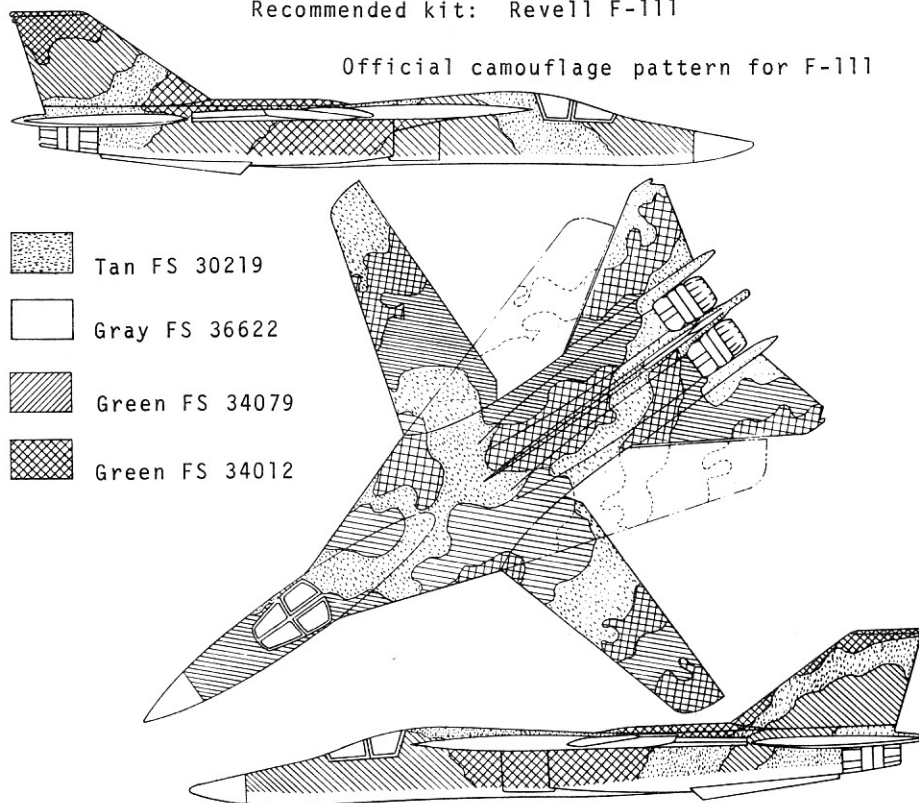 Recommended kit: Revell F-111
Official camouflage pattern for F-111
Tan FS 30219
Gray FS 36622
Green FS 34079
Green FS 34012